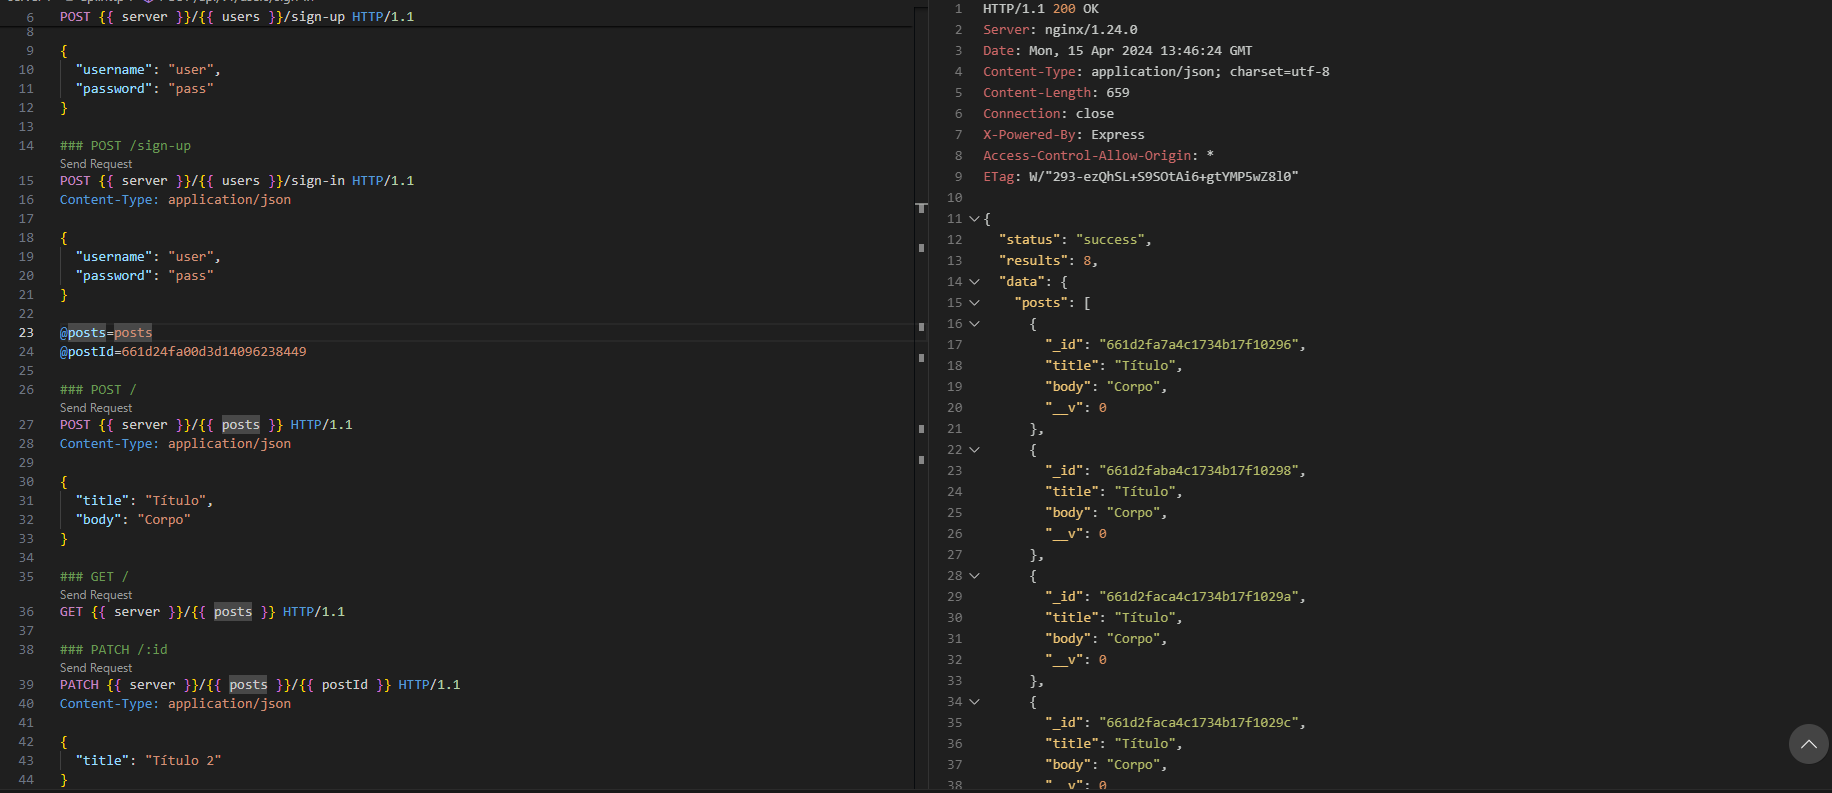 6 POST {{ server }}/{{ users }}/sign-up HTTP/1.1
8
9 {
10 "username": "user",
11 "password": "pass"
12 }
13
14 ### POST /sign-up
Send Request
15 POST {{ server }}/{{ users }}/sign-in HTTP/1.1
16 Content-Type: application/json
17
18 {
19 "username": "user",
20 "password": "pass"
21 }
22
23 @posts=posts
24 @postId=661d24fa00d3d14096238449
25
26 ### POST /
Send Request
27 POST {{ server }}/{{ posts }} HTTP/1.1
28 Content-Type: application/json
29
30 {
31 "title": "Título",
32 "body": "Corpo"
33 }
34
35 ### GET /
Send Request
36 GET {{ server }}/{{ posts }} HTTP/1.1
37
38 ### PATCH /:id
Send Request
39 PATCH {{ server }}/{{ posts }}/{{ postId }} HTTP/1.1
40 Content-Type: application/json
41
42 {
43 "title": "Título 2"
44 }
1 HTTP/1.1 200 OK
2 Server: nginx/1.24.0
3 Date: Mon, 15 Apr 2024 13:46:24 GMT
4 Content-Type: application/json; charset=utf-8
5 Content-Length: 659
6 Connection: close
7 X-Powered-By: Express
8 Access-Control-Allow-Origin: *
9 ETag: W/"293-ezQhSL+S9SOtAi6+gtYMP5wZ8l0"
10
11 {
12 "status": "success",
13 "results": 8,
14 "data": {
15 "posts": [
16 {
17 "_id": "661d2fa7a4c1734b17f10296",
18 "title": "Título",
19 "body": "Corpo",
20 "__v": 0
21 },
22 {
23 "_id": "661d2faba4c1734b17f10298",
24 "title": "Título",
25 "body": "Corpo",
26 "__v": 0
27 },
28 {
29 "_id": "661d2faca4c1734b17f1029a",
30 "title": "Título",
31 "body": "Corpo",
32 "__v": 0
33 },
34 {
35 "_id": "661d2faca4c1734b17f1029c",
36 "title": "Título",
37 "body": "Corpo",
38 "__v": 0